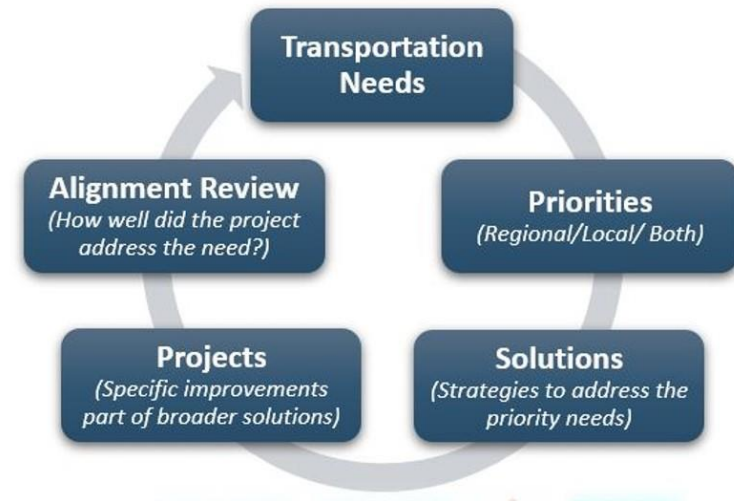 Transportation
Needs
Priorities
(Regional/Local/ Both)
Solutions
(Strategies to address the
priority needs)
Projects
(Specific improvements
part of broader solutions)
Alignment Review
(How well did the project
address the need?)